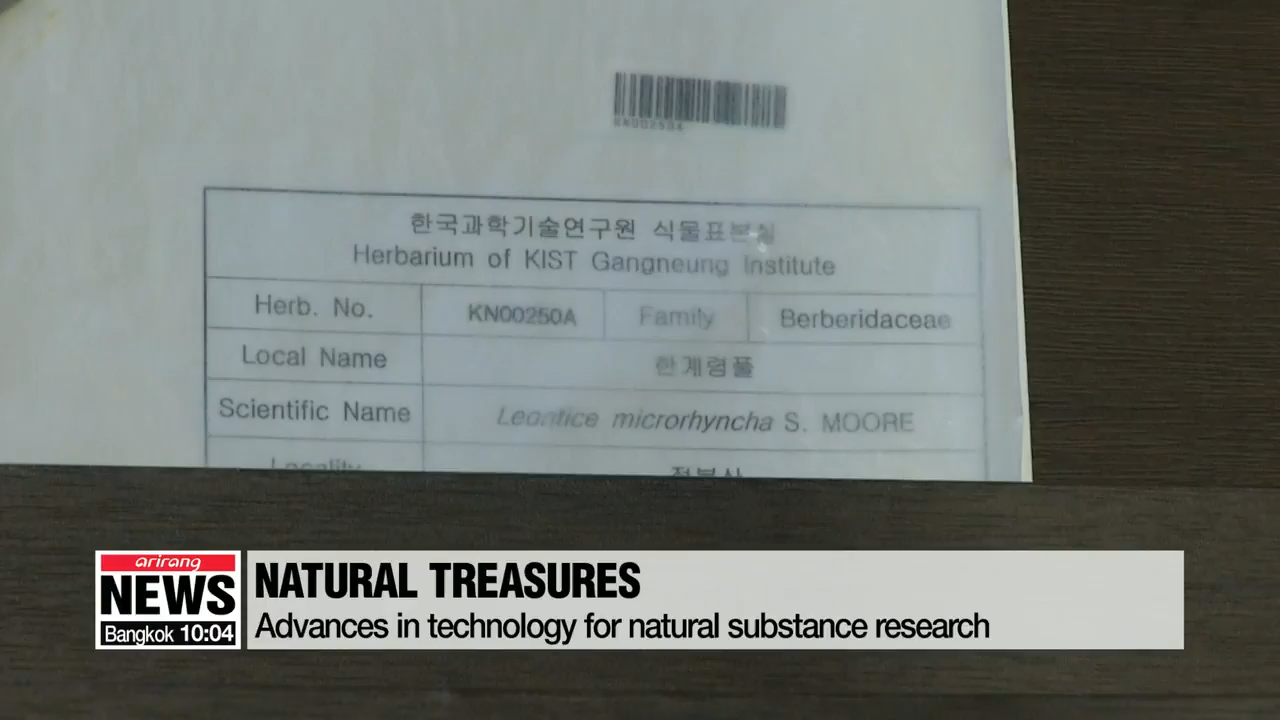 한국과학기술연구원 식물표본실
Herbarium of KIST Gangneung Institute
Herb. No. KN00250A Family Berberidaceae
Local Name 한계령풀
Scientific Name Leontice microrhyncha S. MOORE
Locality
arirang
NEWS
Bangkok 10:04
NATURAL TREASURES
Advances in technology for natural substance research